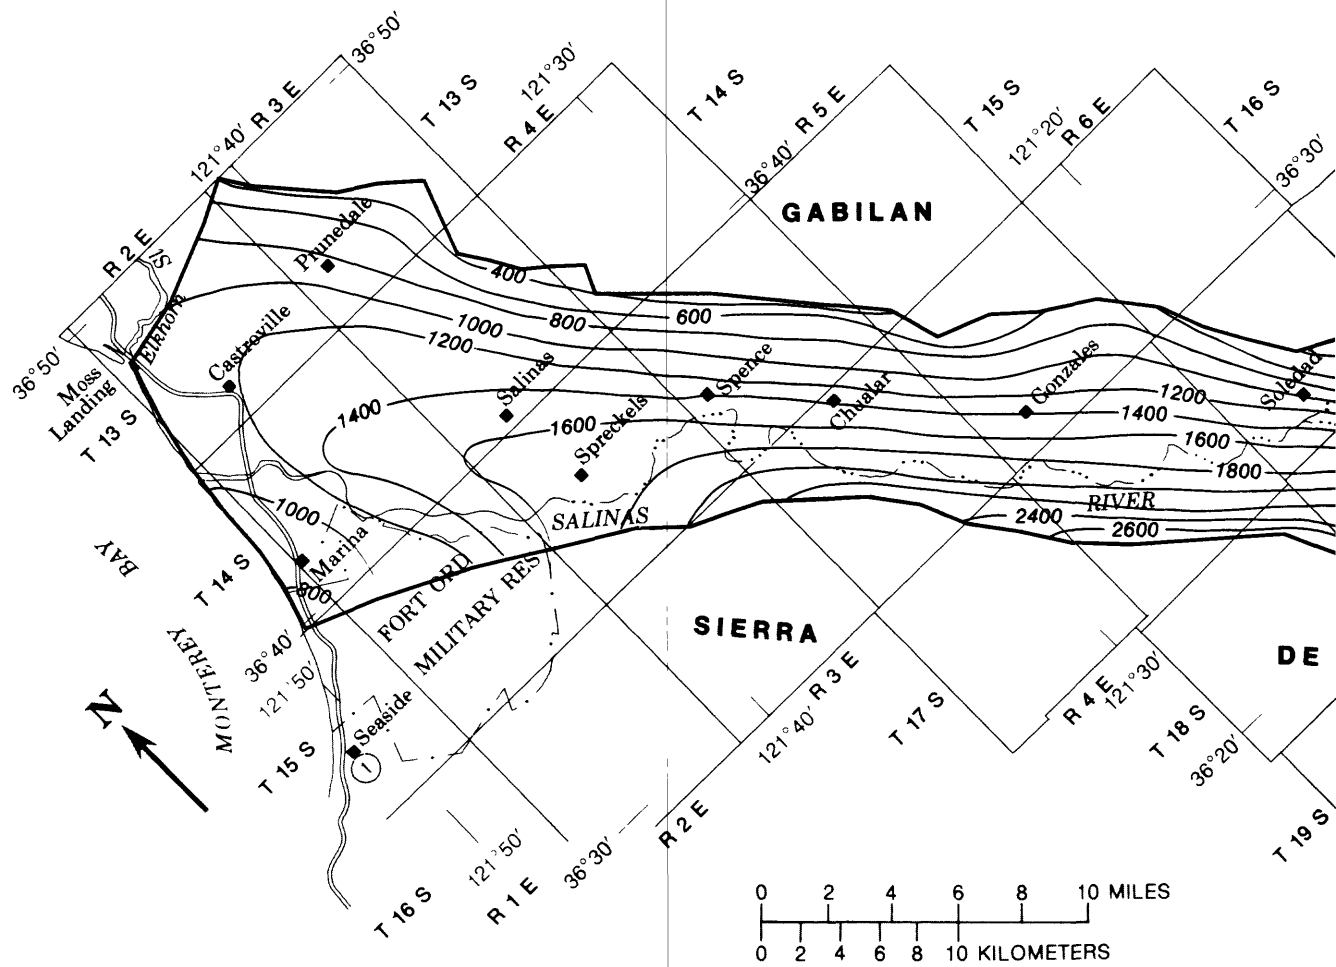 36°50′
121°30′
R 3 E
T 13 S
R 4 E
T 14 S
R 5 E
T 15 S
R 6 E
T 16 S
121°40′
36°40′
121°20′
36°30′
GABILAN
R 2 E
Prunedale
400
600
800
1000
1200
Elkhorn
Sl
36°50′
Moss
Landing
T 13 S
Castroville
Salinas
Spence
Chualar
Gonzales
Soledad
1400
1600
Spreckels
1200
1400
1600
1800
1000
SALINAS
RIVER
2400
2600
Marina
800
BAY
T 14 S
FORT ORD
MILITARY RES
SIERRA
DE
36°40′
121°50′
MONTEREY
N
Seaside
1
T 15 S
R 3 E
121°40′
T 17 S
R 4 E
121°30′
T 18 S
36°20′
T 19 S
R 2 E
121°50′
36°30′
R 1 E
T 16 S
0 2 4 6 8 10 MILES
0 2 4 6 8 10 KILOMETERS